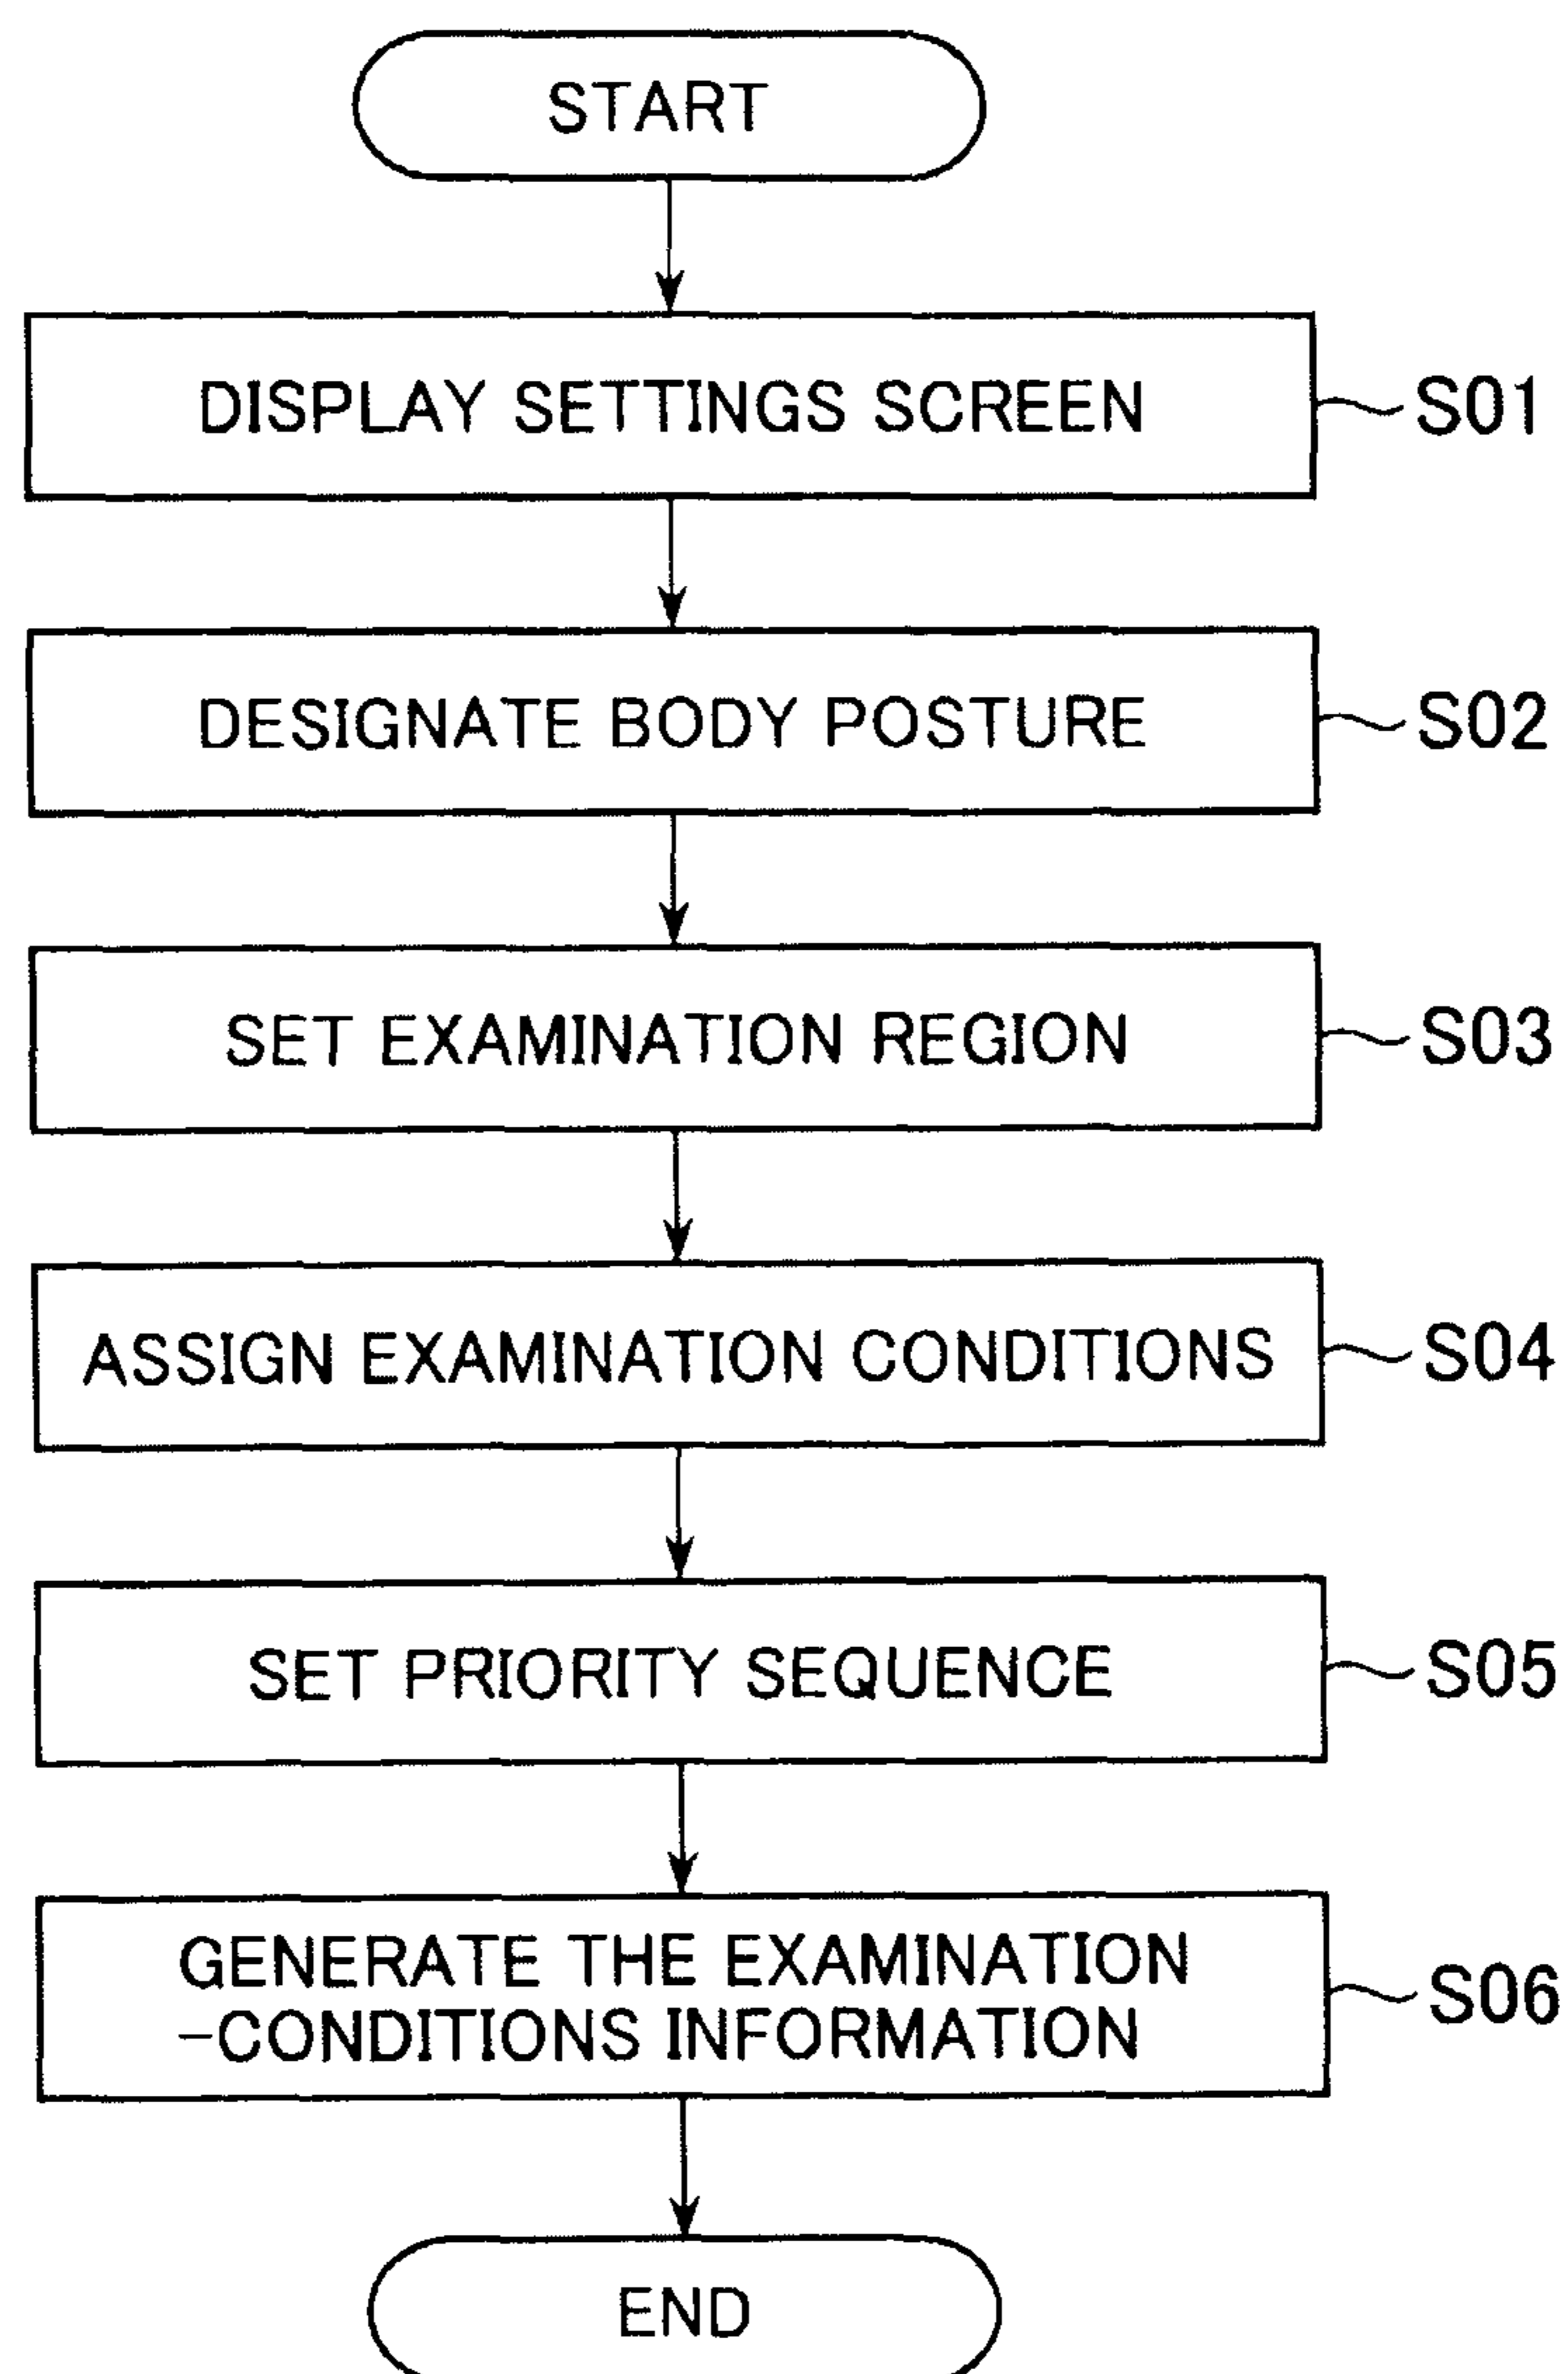 START
DISPLAY SETTINGS SCREEN
S01
DESIGNATE BODY POSTURE
S02
SET EXAMINATION REGION
S03
ASSIGN EXAMINATION CONDITIONS
S04
SET PRIORITY SEQUENCE
S05
GENERATE THE EXAMINATION
-CONDITIONS INFORMATION
S06
END